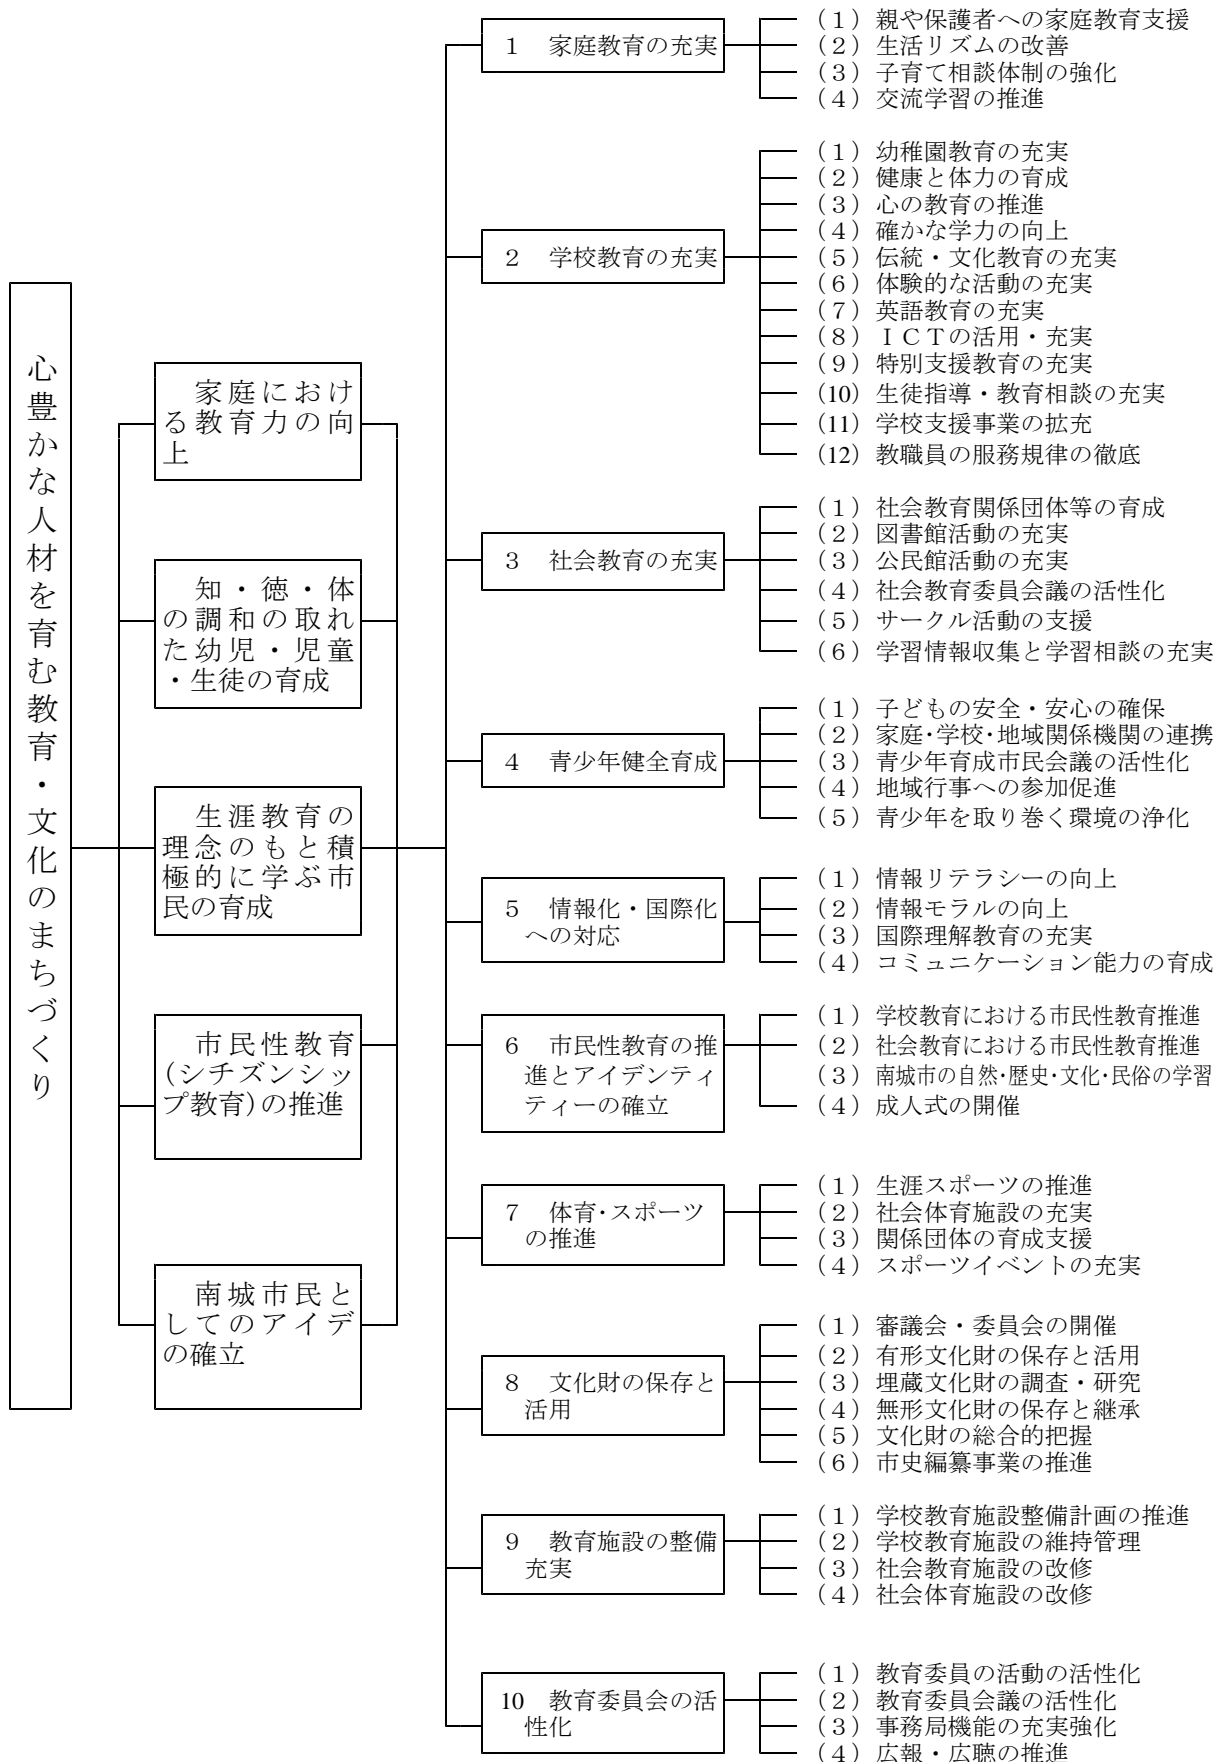 心豊かな人材を育む教育・文化のまちづくり
家庭におけ
る教育力の向
上
知・徳・体
の調和の取れ
た幼児・児童
・生徒の育成
生涯教育の
理念のもと積
極的に学ぶ市
民の育成
市民性教育
(シチズンシッ
プ教育)の推進
南城市民と
してのアイデ
の確立
1 家庭教育の充実
(1)親や保護者への家庭教育支援
(2)生活リズムの改善
(3)子育て相談体制の強化
(4)交流学習の推進
2 学校教育の充実
(1)幼稚園教育の充実
(2)健康と体力の育成
(3)心の教育の推進
(4)確かな学力の向上
(5)伝統・文化教育の充実
(6)体験的な活動の充実
(7)英語教育の充実
(8)ICTの活用・充実
(9)特別支援教育の充実
(10)生徒指導・教育相談の充実
(11)学校支援事業の拡充
(12)教職員の服務規律の徹底
3 社会教育の充実
(1)社会教育関係団体等の育成
(2)図書館活動の充実
(3)公民館活動の充実
(4)社会教育委員会議の活性化
(5)サークル活動の支援
(6)学習情報収集と学習相談の充実
4 青少年健全育成
(1)子どもの安全・安心の確保
(2)家庭・学校・地域関係機関の連携
(3)青少年育成市民会議の活性化
(4)地域行事への参加促進
(5)青少年を取り巻く環境の浄化
5 情報化・国際化
への対応
(1)情報リテラシーの向上
(2)情報モラルの向上
(3)国際理解教育の充実
(4)コミュニケーション能力の育成
6 市民性教育の推
進とアイデンティ
ティーの確立
(1)学校教育における市民性教育推進
(2)社会教育における市民性教育推進
(3)南城市の自然・歴史・文化・民俗の学習
(4)成人式の開催
7 体育・スポーツ
の推進
(1)生涯スポーツの推進
(2)社会体育施設の充実
(3)関係団体の育成支援
(4)スポーツイベントの充実
8 文化財の保存と
活用
(1)審議会・委員会の開催
(2)有形文化財の保存と活用
(3)埋蔵文化財の調査・研究
(4)無形文化財の保存と継承
(5)文化財の総合的把握
(6)市史編纂事業の推進
9 教育施設の整備
充実
(1)学校教育施設整備計画の推進
(2)学校教育施設の維持管理
(3)社会教育施設の改修
(4)社会体育施設の改修
10 教育委員会の活
性化
(1)教育委員の活動の活性化
(2)教育委員会議の活性化
(3)事務局機能の充実強化
(4)広報・広聴の推進